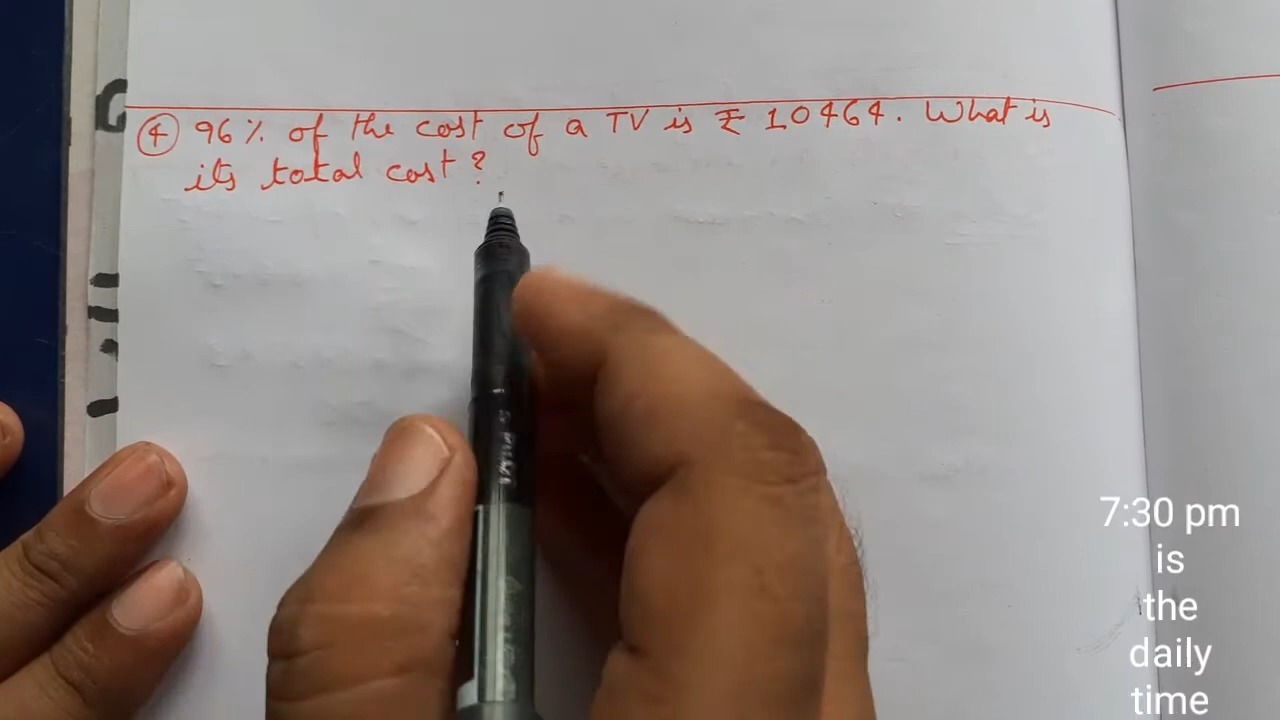 ④ 96% of the cost of a TV is ₹ 10464. What is
its total cost?
7:30 pm
is
the
daily
time